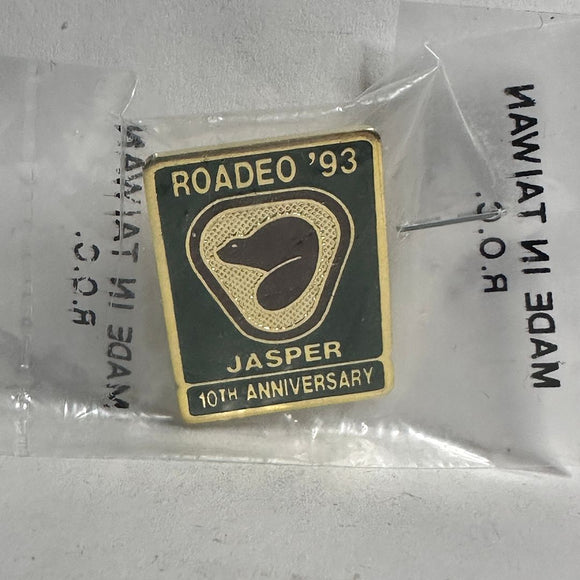 ROADEO '93
JASPER
10TH ANNIVERSARY
MADE IN TAIWAN
R.O.C.
MADE IN TAIWAN
R.O.C.